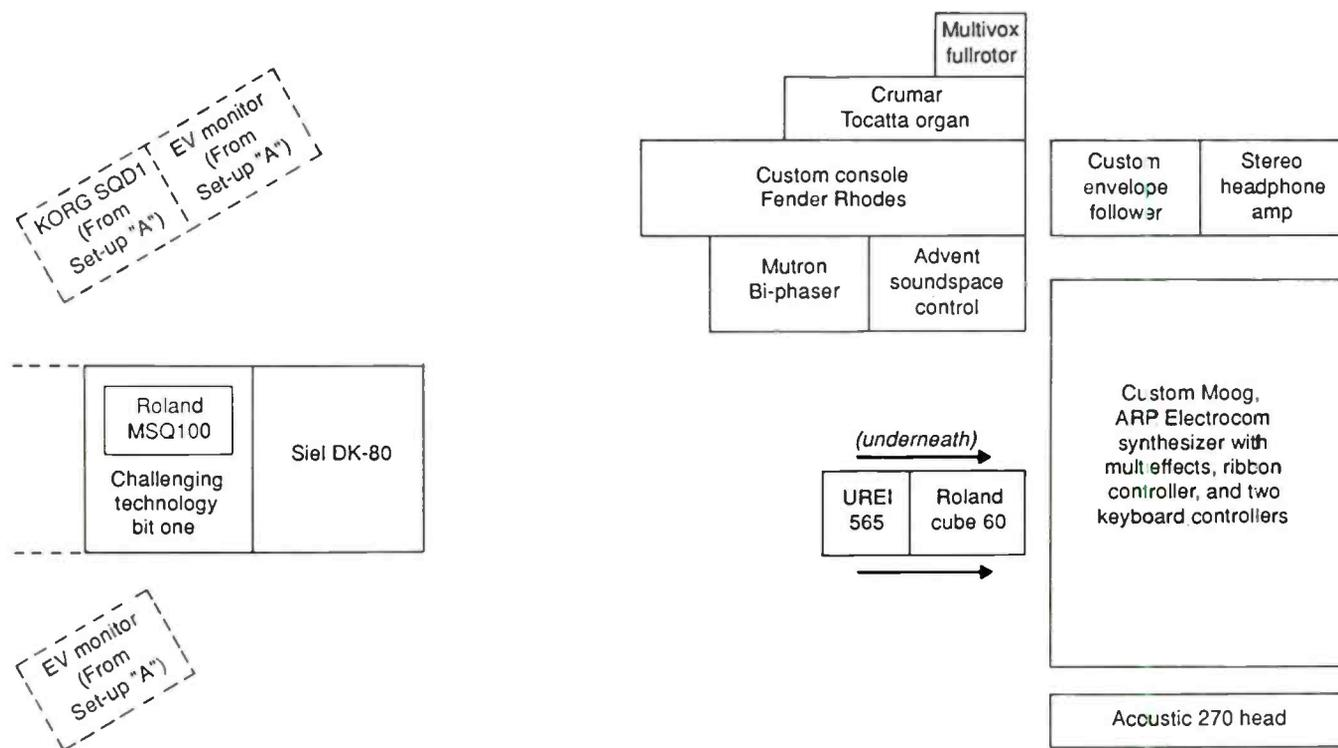 Multivox
fullrotor
Crumar
Tocatta organ
Custom console
Fender Rhodes
Custom
envelope
follower
Stereo
headphone
amp
Mutron
Bi-phaser
Advent
soundspace
control
KORG SQD1
(From
Set-up "A")
EV monitor
(From
Set-up "A")
Roland
MSQ100
Challenging
technology
bit one
Siel DK-80
(underneath)
UREI
565
Roland
cube 60
Custom Moog,
ARP Electrocom
synthesizer with
mult effects, ribbon
controller, and two
keyboard controllers
EV monitor
(From
Set-up "A")
Accustic 270 head